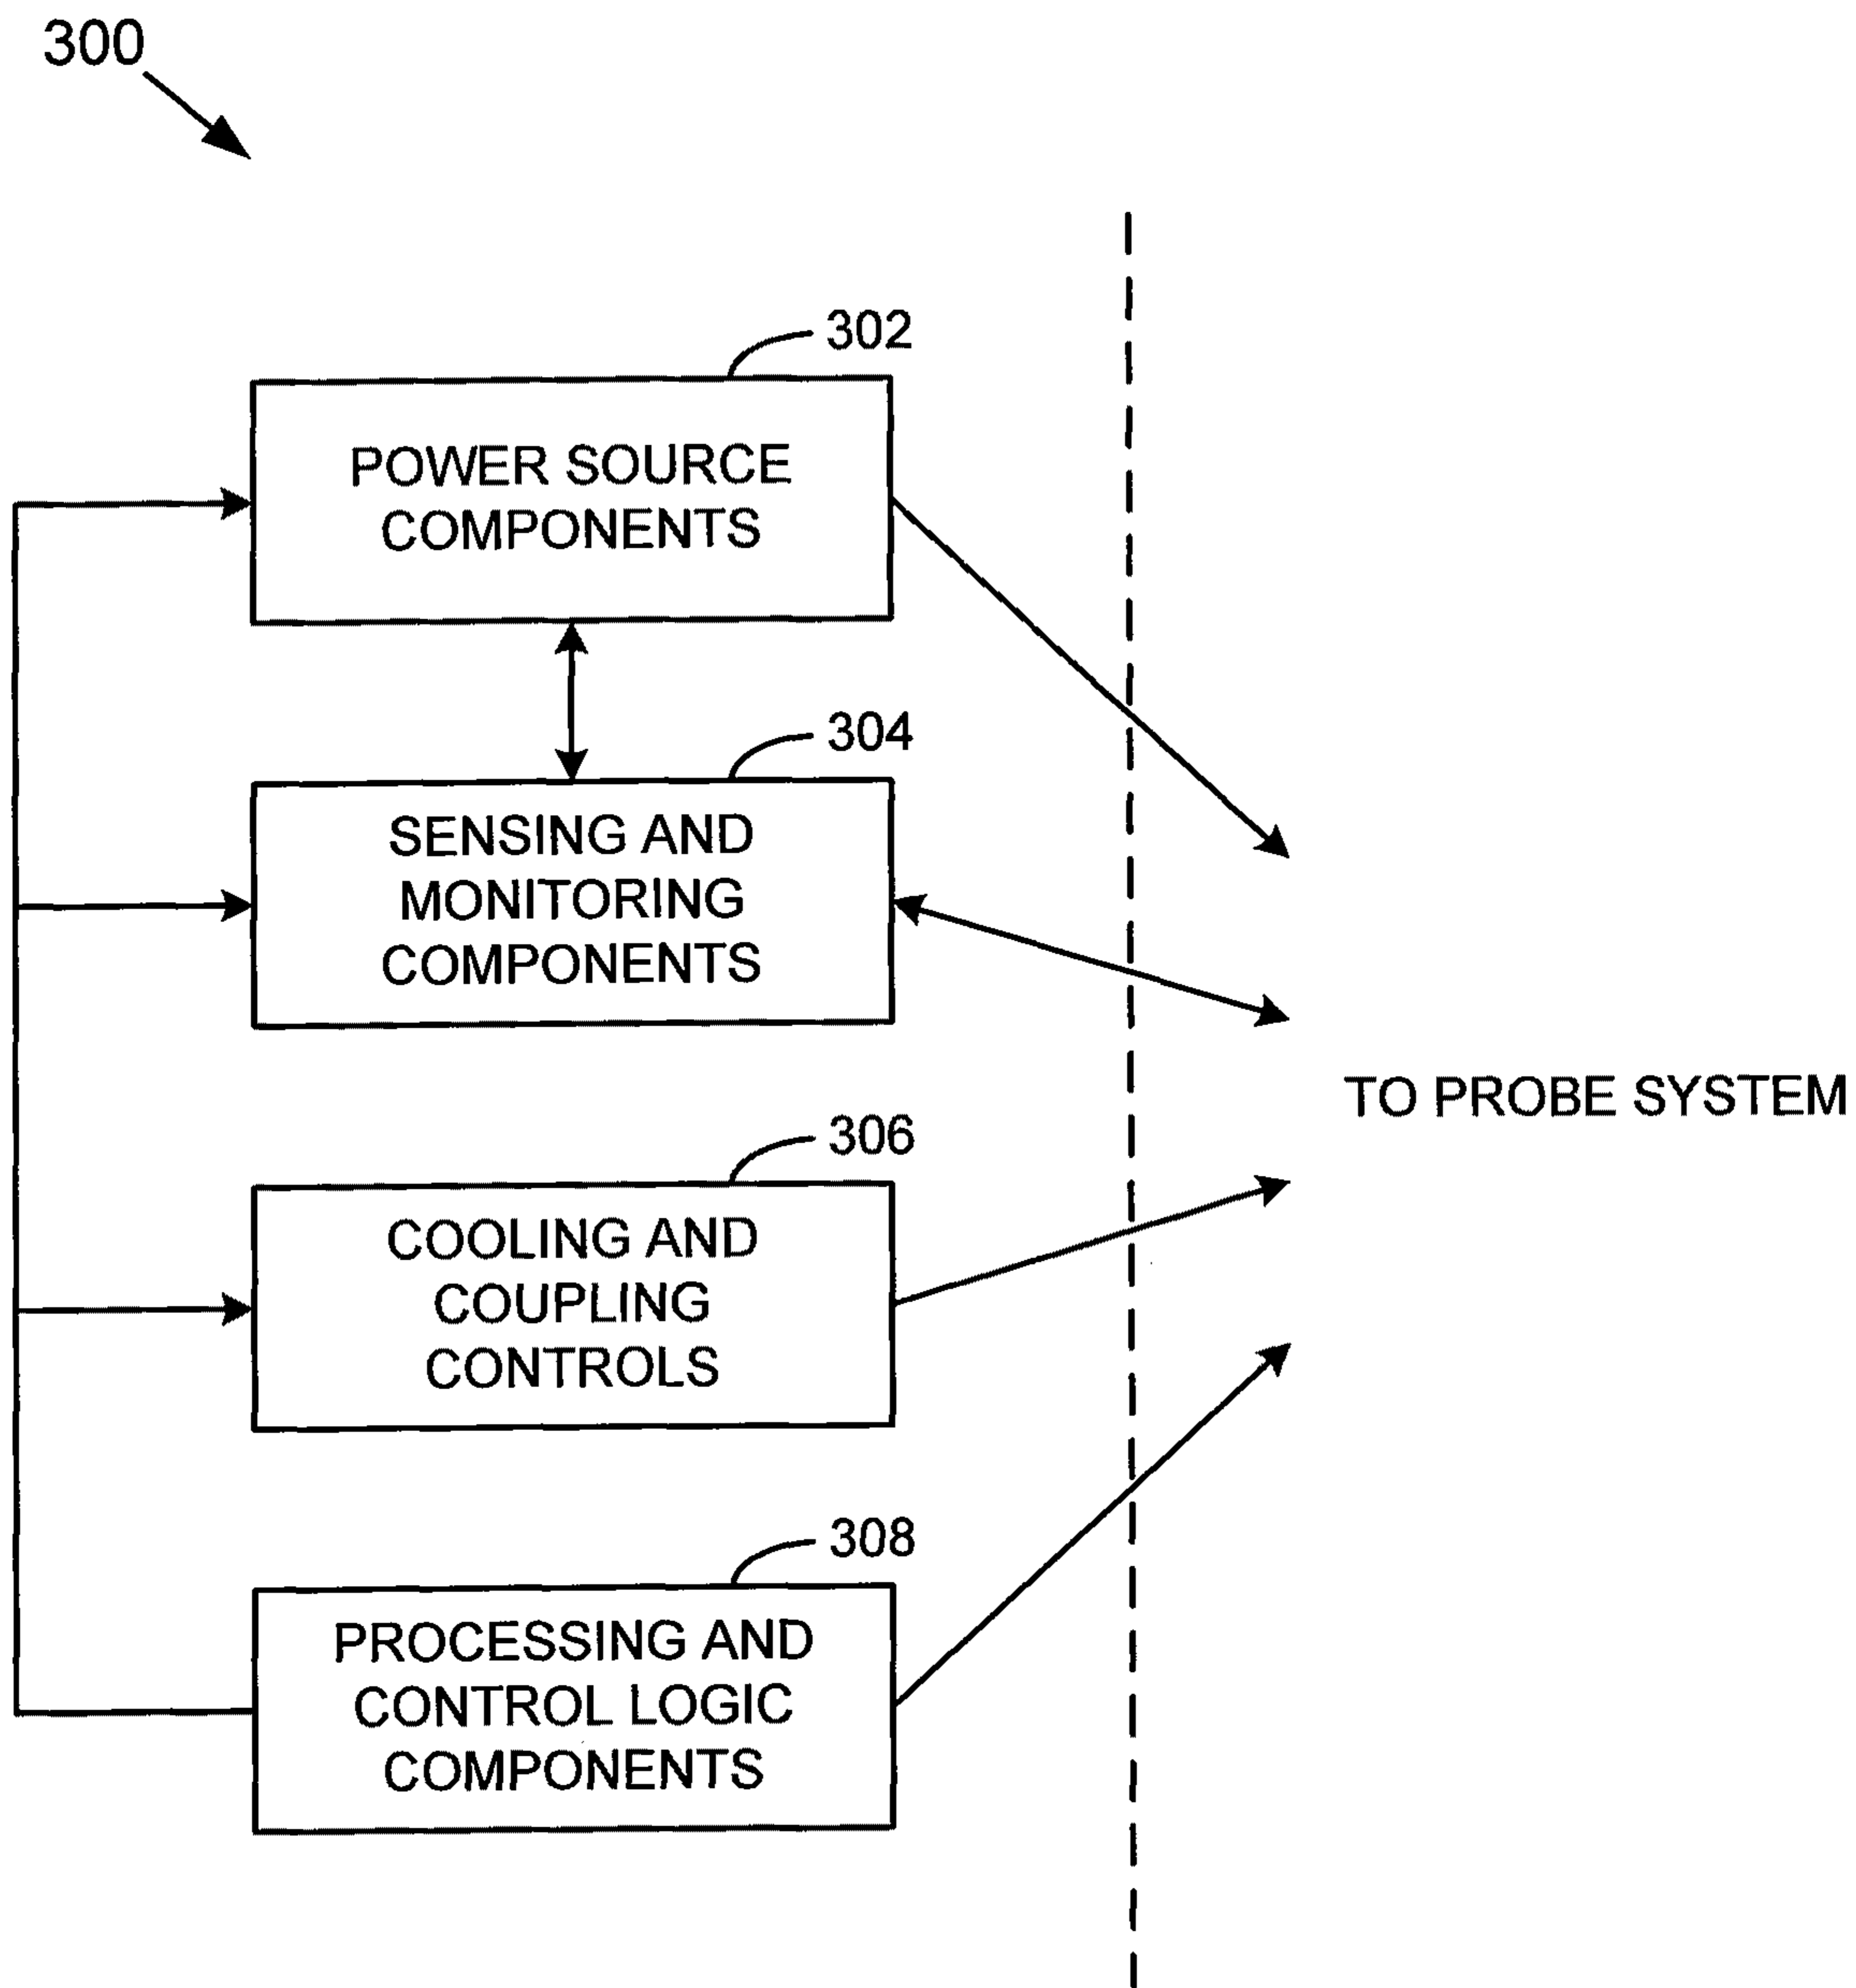 300
302
POWER SOURCE
COMPONENTS
304
SENSING AND
MONITORING
COMPONENTS
TO PROBE SYSTEM
306
COOLING AND
COUPLING
CONTROLS
308
PROCESSING AND
CONTROL LOGIC
COMPONENTS